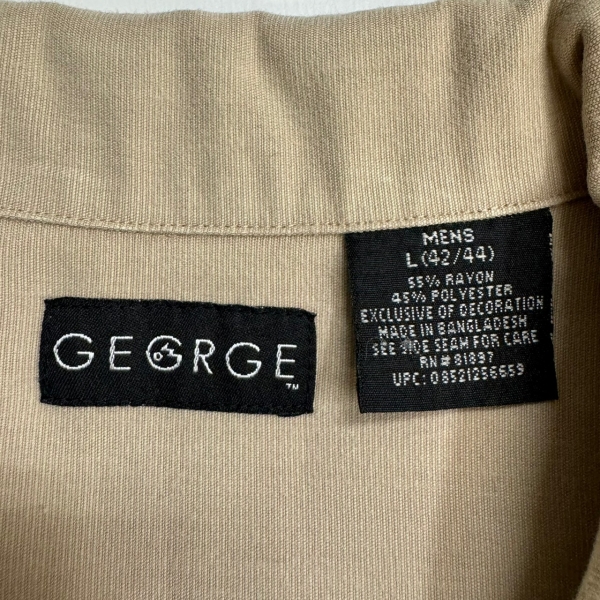 GEORGE
TM
MENS
L (42/44)
55% RAYON
45% POLYESTER
EXCLUSIVE OF DECORATION
MADE IN BANGLADESH
SEE SIDE SEAM FOR CARE
RN# 81897
UPC: 08521256659